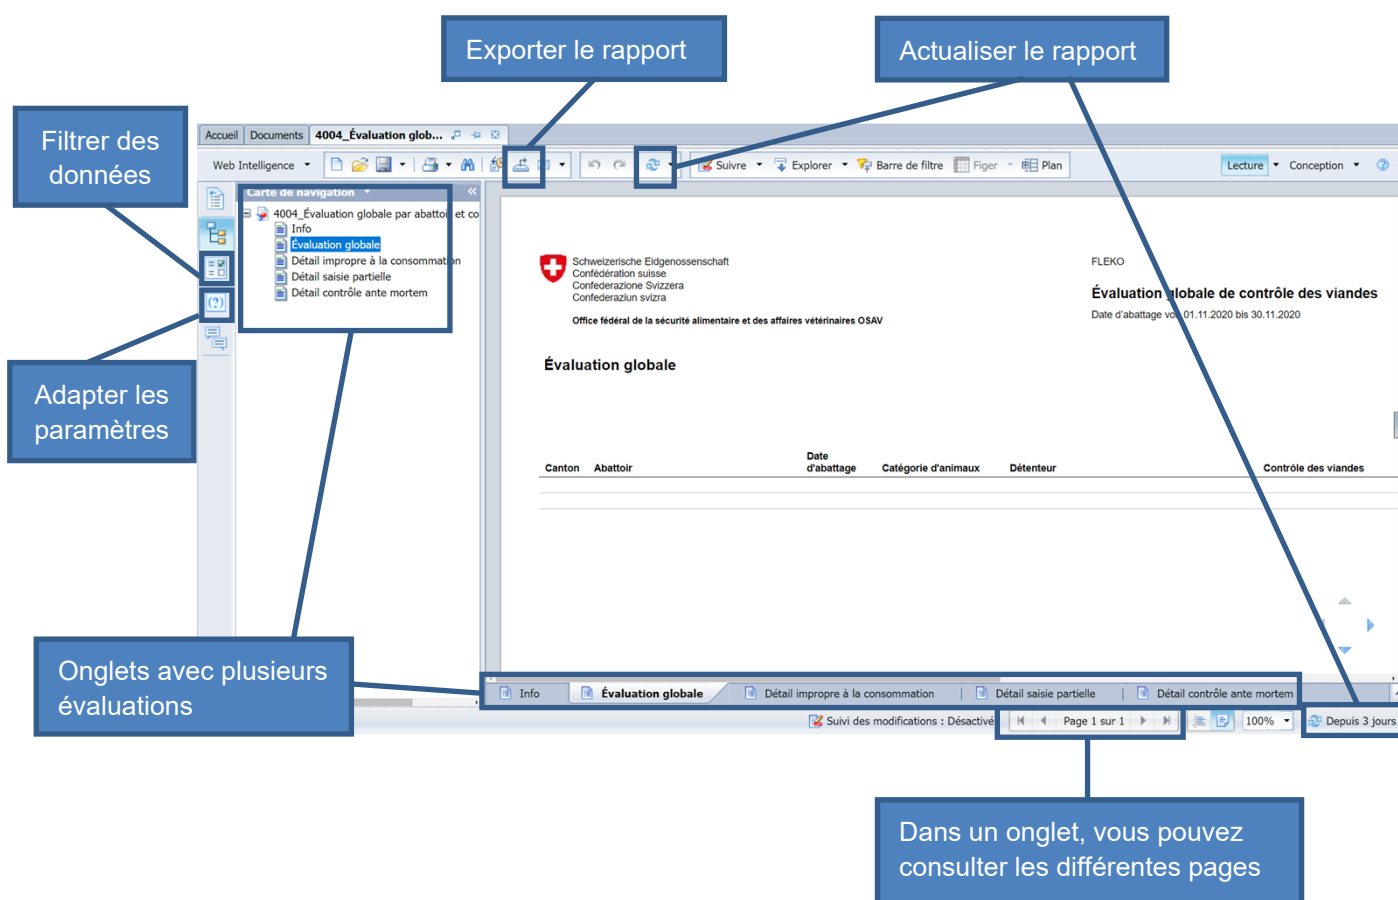 Exporter le rapport
Actualiser le rapport
Filtrer des
données
Accueil
Documents
4004_Évaluation glob...
Web Intelligence
Suivre
Explorer
Barre de filtre
Figer
Plan
Lecture
Conception
Carte de navigation
4004_Évaluation globale par abattoir et co
Info
Évaluation globale
Détail impropre à la consommation
Détail saisie partielle
Détail contrôle ante mortem
Schweizerische Eidgenossenschaft
Confédération suisse
Confederazione Svizzera
Confederaziun svizra
Office fédéral de la sécurité alimentaire et des affaires vétérinaires OSAV
FLEKO
Évaluation globale de contrôle des viandes
Date d'abattage von 01.11.2020 bis 30.11.2020
Adapter les
paramètres
Évaluation globale
Canton
Abattoir
Date
d'abattage
Catégorie d'animaux
Détenteur
Contrôle des viandes
Onglets avec plusieurs
évaluations
Info
Évaluation globale
Détail impropre à la consommation
Détail saisie partielle
Détail contrôle ante mortem
Suivi des modifications : Désactivé
Page 1 sur 1
100%
Depuis 3 jours
Dans un onglet, vous pouvez
consulter les différentes pages